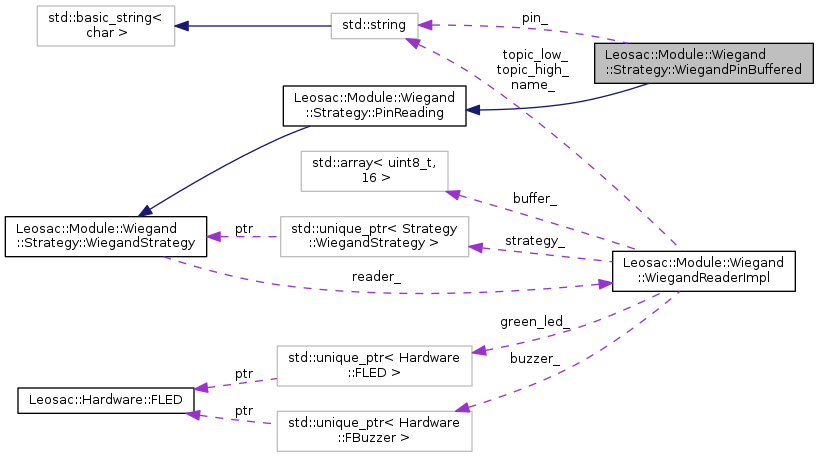 std::basic_string<
char >
std::string
pin_
Leosac::Module::Wiegand
::Strategy::WiegandPinBuffered
topic_low_
topic_high_
name_
Leosac::Module::Wiegand
::Strategy::PinReading
std::array< uint8_t,
16 >
buffer_
Leosac::Module::Wiegand
::Strategy::WiegandStrategy
ptr
std::unique_ptr< Strategy
::WiegandStrategy >
strategy_
Leosac::Module::Wiegand
::WiegandReaderImpl
reader_
green_led_
std::unique_ptr< Hardware
::FLED >
buzzer_
ptr
Leosac::Hardware::FLED
ptr
std::unique_ptr< Hardware
::FBuzzer >